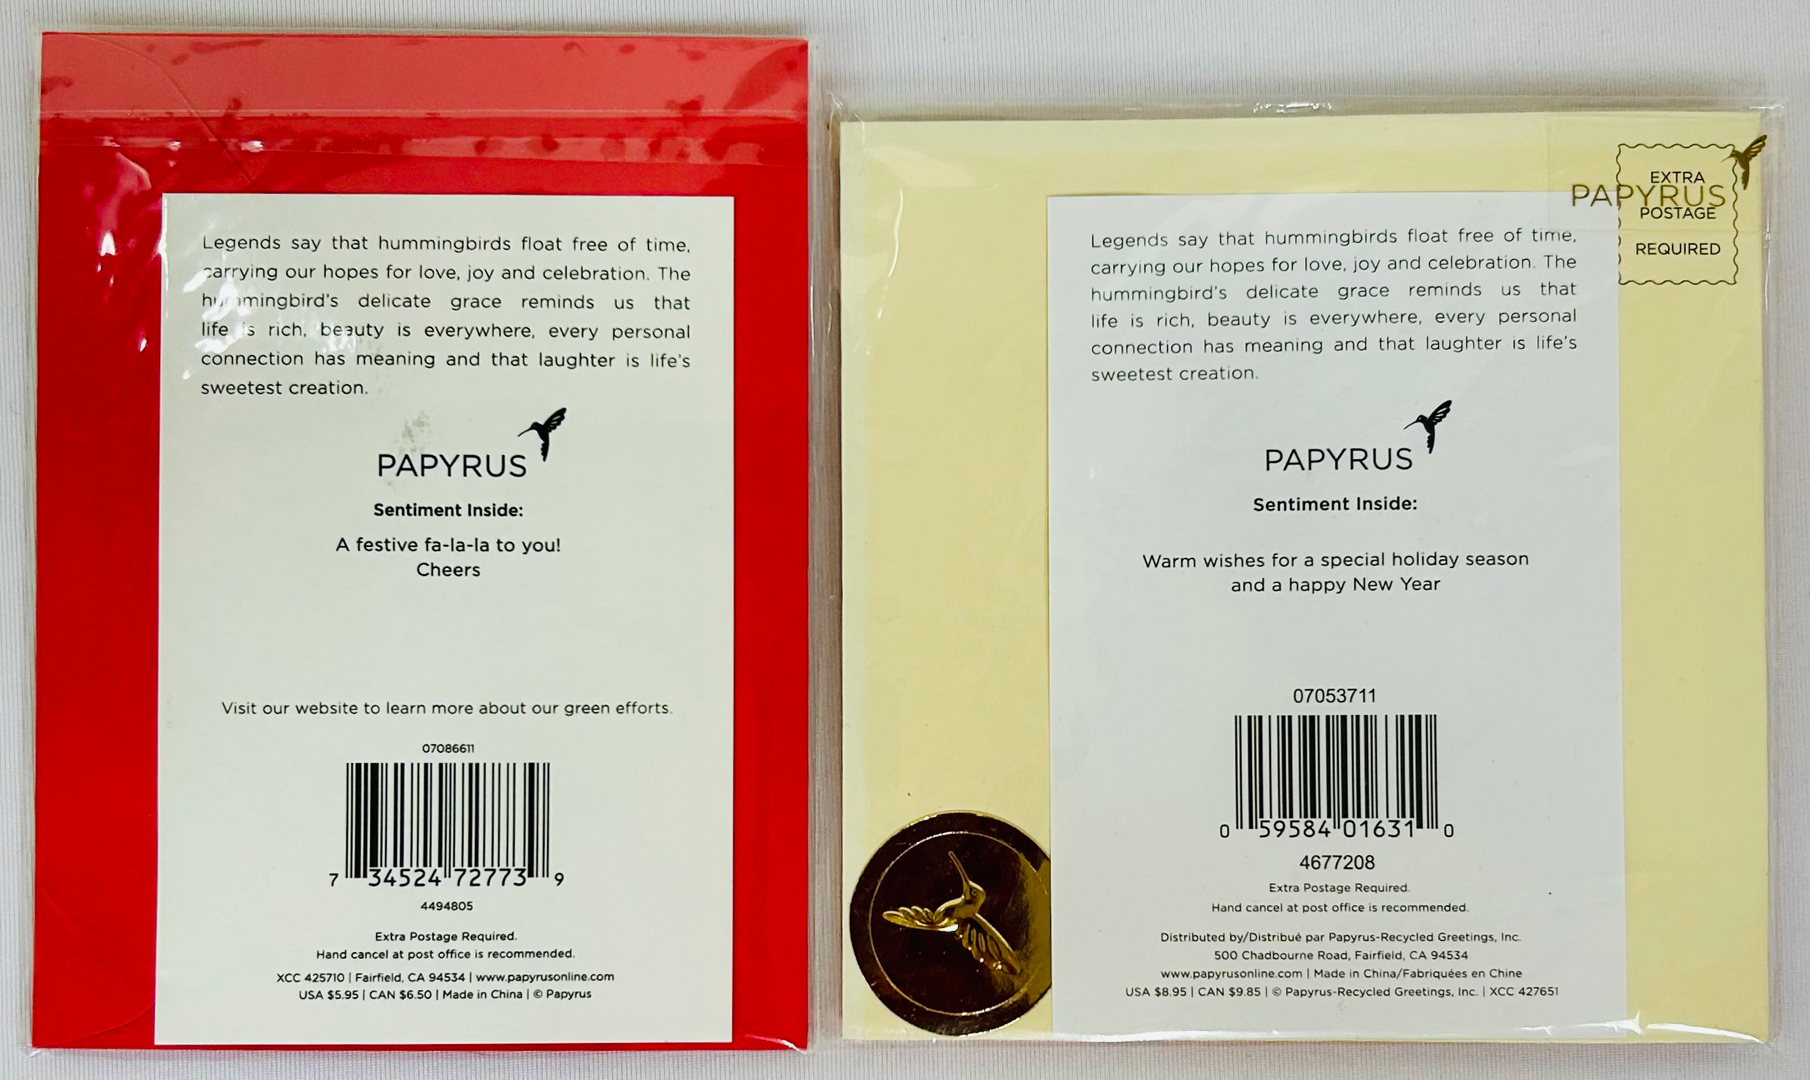 Legends say that hummingbirds float free of time,
carrying our hopes for love, joy and celebration. The
hummingbird's delicate grace reminds us that
life is rich, beauty is everywhere, every personal
connection has meaning and that laughter is life's
sweetest creation.
PAPYRUS
Sentiment Inside:
A festive fa-la-la to you!
Cheers
Visit our website to learn more about our green efforts.
07086611
7 34524 72773 9
4494805
Extra Postage Required.
Hand cancel at post office is recommended.
XCC 425710 | Fairfield, CA 94534 | www.papyrusonline.com
USA $5.95 | CAN $6.50 | Made in China | © Papyrus
EXTRA
PAPYRUS
POSTAGE
REQUIRED
Legends say that hummingbirds float free of time,
carrying our hopes for love, joy and celebration. The
hummingbird's delicate grace reminds us that
life is rich, beauty is everywhere, every personal
connection has meaning and that laughter is life's
sweetest creation.
PAPYRUS
Sentiment Inside:
Warm wishes for a special holiday season
and a happy New Year
07053711
0 59584 01631 0
4677208
Extra Postage Required.
Hand cancel at post office is recommended.
Distributed by/Distribué par Papyrus-Recycled Greetings, Inc.
500 Chadbourne Road, Fairfield, CA 94534
www.papyrusonline.com | Made in China/Fabriquées en Chine
USA $8.95 | CAN $9.85 | © Papyrus-Recycled Greetings, Inc. | XCC 427651